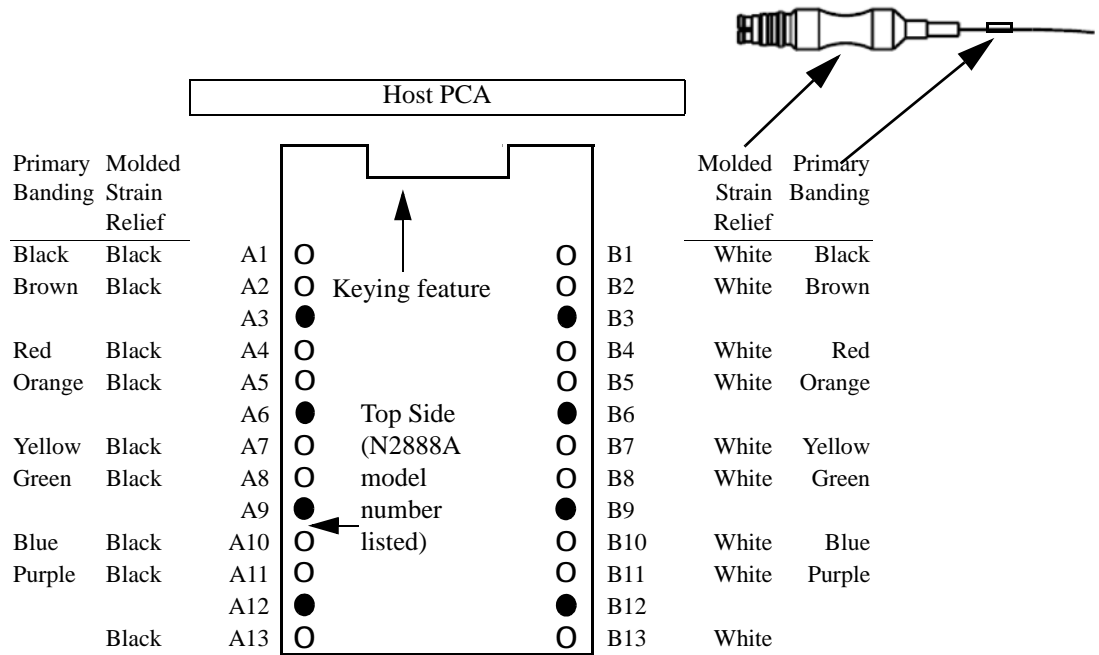 Host PCA
Primary Molded Molded Primary
Banding Strain Strain Banding
Relief Relief
Black Black A1 O O B1 White Black
Brown Black A2 O Keying feature O B2 White Brown
A3 B3
Red Black A4 O O B4 White Red
Orange Black A5 O O B5 White Orange
A6 Top Side B6
Yellow Black A7 O (N2888A O B7 White Yellow
Green Black A8 O model O B8 White Green
A9 number B9
Blue Black A10 O listed) O B10 White Blue
Purple Black A11 O O B11 White Purple
A12 B12
Black A13 O O B13 White